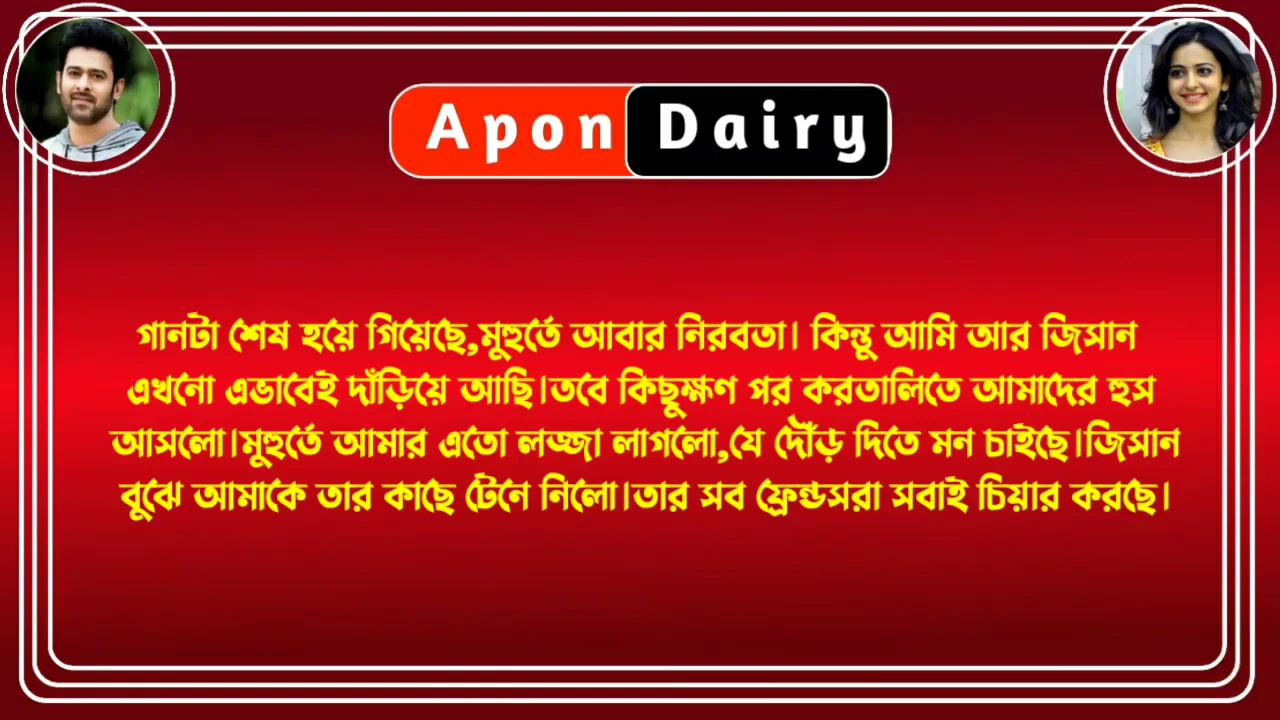 Apon Dairy
গানটা শেষ হয়ে গিয়েছে,মুহুর্তে আবার নিরবতা। কিন্তু আমি আর জিসান
এখনো এভাবেই দাঁড়িয়ে আছি।তবে কিছুক্ষণ পর করতালিতে আমাদের হুস
আসলো।মুহুর্তে আমার এতো লজ্জা লাগলো,যে দৌঁড় দিতে মন চাইছে।জিসান
বুঝে আমাকে তার কাছে টেনে নিলো।তার সব ফ্রেন্ডসরা সবাই চিয়ার করছে।